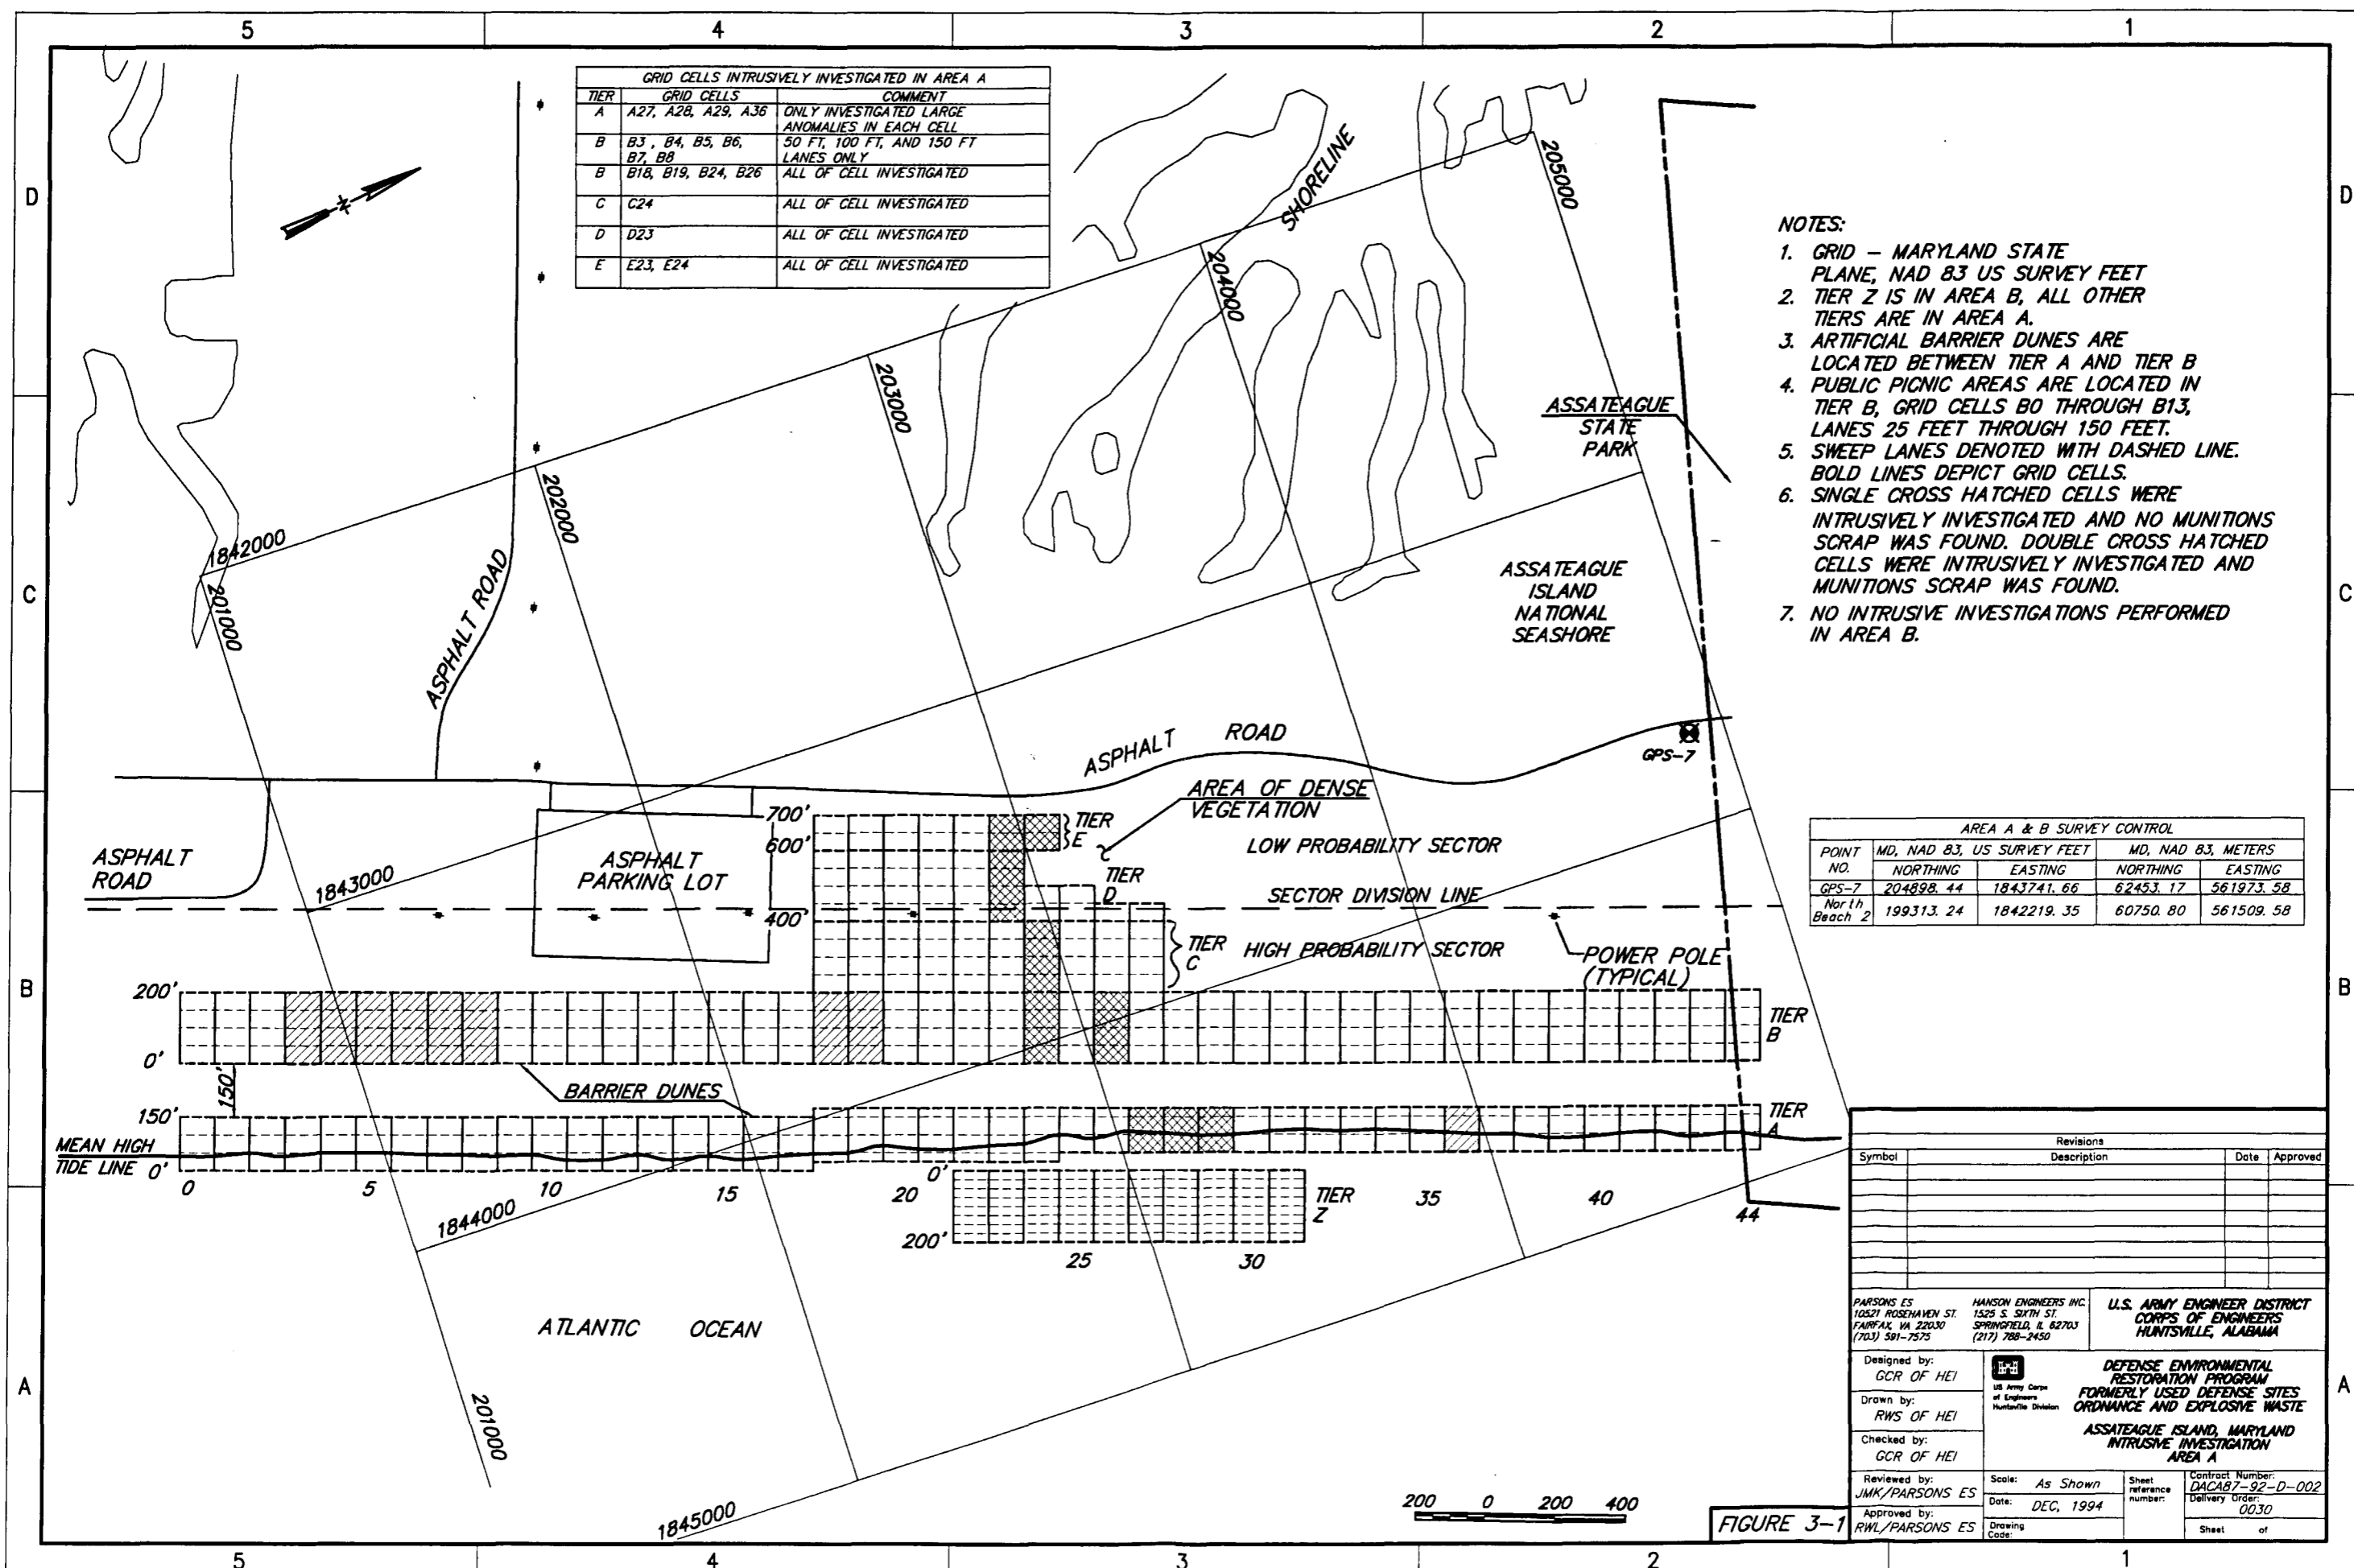 5 4 3 2 1
D
C
B
A
D
C
B
A
GRID CELLS INTRUSIVELY INVESTIGATED IN AREA A
TIER GRID CELLS COMMENT
A A27, A28, A29, A36 ONLY INVESTIGATED LARGE
ANOMALIES IN EACH CELL
B B3 , B4, B5, B6, 50 FT, 100 FT, AND 150 FT
B7, B8 LANES ONLY
B B18, B19, B24, B26 ALL OF CELL INVESTIGATED
C C24 ALL OF CELL INVESTIGATED
D D23 ALL OF CELL INVESTIGATED
E E23, E24 ALL OF CELL INVESTIGATED
N
SHORELINE
205000
204000
203000
202000
201000
1842000
ASPHALT ROAD
NOTES:
1. GRID – MARYLAND STATE
PLANE, NAD 83 US SURVEY FEET
2. TIER Z IS IN AREA B, ALL OTHER
TIERS ARE IN AREA A.
3. ARTIFICIAL BARRIER DUNES ARE
LOCATED BETWEEN TIER A AND TIER B
4. PUBLIC PICNIC AREAS ARE LOCATED IN
TIER B, GRID CELLS B0 THROUGH B13,
LANES 25 FEET THROUGH 150 FEET.
5. SWEEP LANES DENOTED WITH DASHED LINE.
BOLD LINES DEPICT GRID CELLS.
6. SINGLE CROSS HATCHED CELLS WERE
INTRUSIVELY INVESTIGATED AND NO MUNITIONS
SCRAP WAS FOUND. DOUBLE CROSS HATCHED
CELLS WERE INTRUSIVELY INVESTIGATED AND
MUNITIONS SCRAP WAS FOUND.
7. NO INTRUSIVE INVESTIGATIONS PERFORMED
IN AREA B.
ASSATEAGUE
STATE
PARK
ASSATEAGUE
ISLAND
NATIONAL
SEASHORE
ASPHALT ROAD
GPS-7
AREA OF DENSE
VEGETATION
LOW PROBABILITY SECTOR
SECTOR DIVISION LINE
HIGH PROBABILITY SECTOR
POWER POLE
(TYPICAL)
ASPHALT
ROAD
ASPHALT
PARKING LOT
1843000
700'
600'
400'
TIER
E
TIER
D
TIER
C
200'
0'
TIER
B
150'
BARRIER DUNES
150'
MEAN HIGH
TIDE LINE 0'
TIER
A
0 5 10 15 20 35 40 44
0'
200'
TIER
Z
25 30
1844000
ATLANTIC OCEAN
201000
1845000
AREA A & B SURVEY CONTROL
POINT NO. MD, NAD 83, US SURVEY FEET MD, NAD 83, METERS
NORTHING EASTING NORTHING EASTING
GPS-7 204898. 44 1843741. 66 62453. 17 561973. 58
North Beach 2 199313. 24 1842219. 35 60750. 80 561509. 58
200 0 200 400
FIGURE 3-1
Revisions
Symbol Description Date Approved
PARSONS ES
10521 ROSEHAVEN ST.
FAIRFAX, VA 22030
(703) 591-7575
HANSON ENGINEERS INC.
1525 S. SIXTH ST.
SPRINGFIELD, IL 62703
(217) 788-2450
U.S. ARMY ENGINEER DISTRICT
CORPS OF ENGINEERS
HUNTSVILLE, ALABAMA
Designed by:
GCR OF HEI
Drawn by:
RWS OF HEI
Checked by:
GCR OF HEI
Reviewed by:
JMK/PARSONS ES
Approved by:
RWL/PARSONS ES
US Army Corps
of Engineers
Huntsville Division
DEFENSE ENVIRONMENTAL
RESTORATION PROGRAM
FORMERLY USED DEFENSE SITES
ORDNANCE AND EXPLOSIVE WASTE
ASSATEAGUE ISLAND, MARYLAND
INTRUSIVE INVESTIGATION
AREA A
Scale: As Shown
Date: DEC, 1994
Drawing
Code:
Sheet
reference
number:
Contract Number:
DACA87-92-D-002
Delivery Order:
0030
Sheet of
5 4 3 2 1